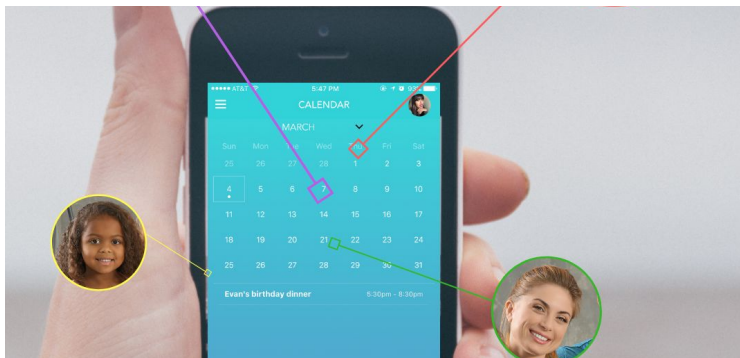 AT&T 5:47 PM 93%
CALENDAR
MARCH
Sun Mon Tue Wed Thu Fri Sat
25 26 27 28 1 2 3
4 5 6 7 8 9 10
11 12 13 14 15 16 17
18 19 20 21 22 23 24
25 26 27 28 29 30 31
Evan's birthday dinner 6:30pm - 8:30pm